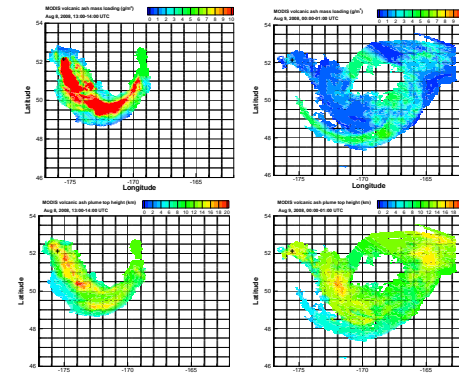 MODIS volcanic ash mass loading (g/m²)
Aug 8, 2008, 13:00-14:00 UTC
0 1 2 3 4 5 6 7 8 9 10
54
52
50
48
46
Latitude
-175 -170 -165
Longitude
MODIS volcanic ash mass loading (g/m²)
Aug 9, 2008, 00:00-01:00 UTC
0 1 2 3 4 5 6 7 8 9
54
52
50
48
46
Latitude
-175 -170 -165
Longitude
MODIS volcanic ash plume top height (km)
Aug 8, 2008, 13:00-14:00 UTC
0 2 4 6 8 10 12 14 16 18 20
54
52
50
48
46
Latitude
-175 -170 -165
MODIS volcanic ash plume top height (km)
Aug 9, 2008, 00:00-01:00 UTC
0 2 4 6 8 10 12 14 16 18
54
52
50
48
46
Latitude
-175 -170 -165